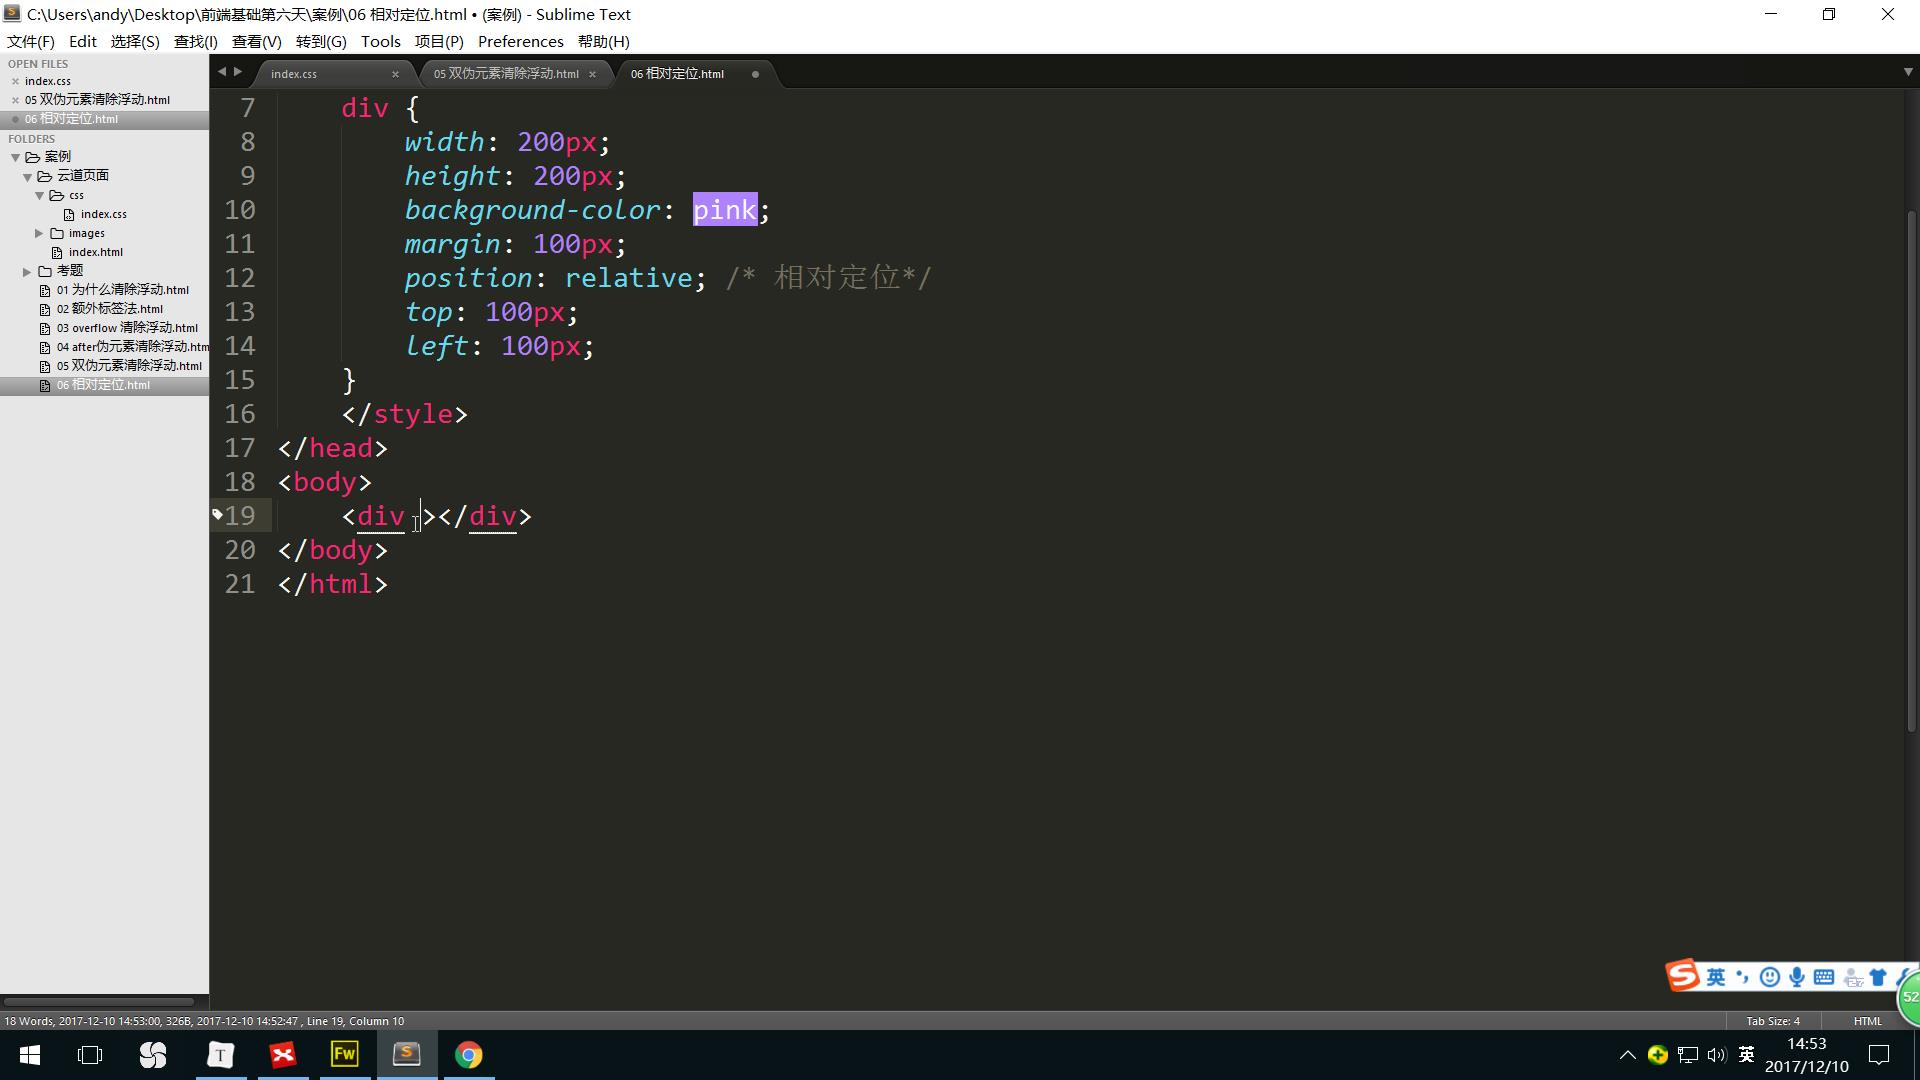 C:\Users\andy\Desktop\前端基础第六天\案例\06 相对定位.html • (案例) - Sublime Text
文件(F) Edit 选择(S) 查找(I) 查看(V) 转到(G) Tools 项目(P) Preferences 帮助(H)
OPEN FILES
index.css
05 双伪元素清除浮动.html
06 相对定位.html
FOLDERS
案例
云道页面
css
index.css
images
index.html
考题
01 为什么清除浮动.html
02 额外标签法.html
03 overflow 清除浮动.html
04 after伪元素清除浮动.htm
05 双伪元素清除浮动.html
06 相对定位.html
index.css
05 双伪元素清除浮动.html
06 相对定位.html
7 div {
8 width: 200px;
9 height: 200px;
10 background-color: pink;
11 margin: 100px;
12 position: relative; /* 相对定位*/
13 top: 100px;
14 left: 100px;
15 }
16 </style>
17 </head>
18 <body>
19 <div ></div>
20 </body>
21 </html>
英
52
18 Words, 2017-12-10 14:53:00, 326B, 2017-12-10 14:52:47 , Line 19, Column 10
Tab Size: 4
HTML
T
Fw
英
14:53
2017/12/10